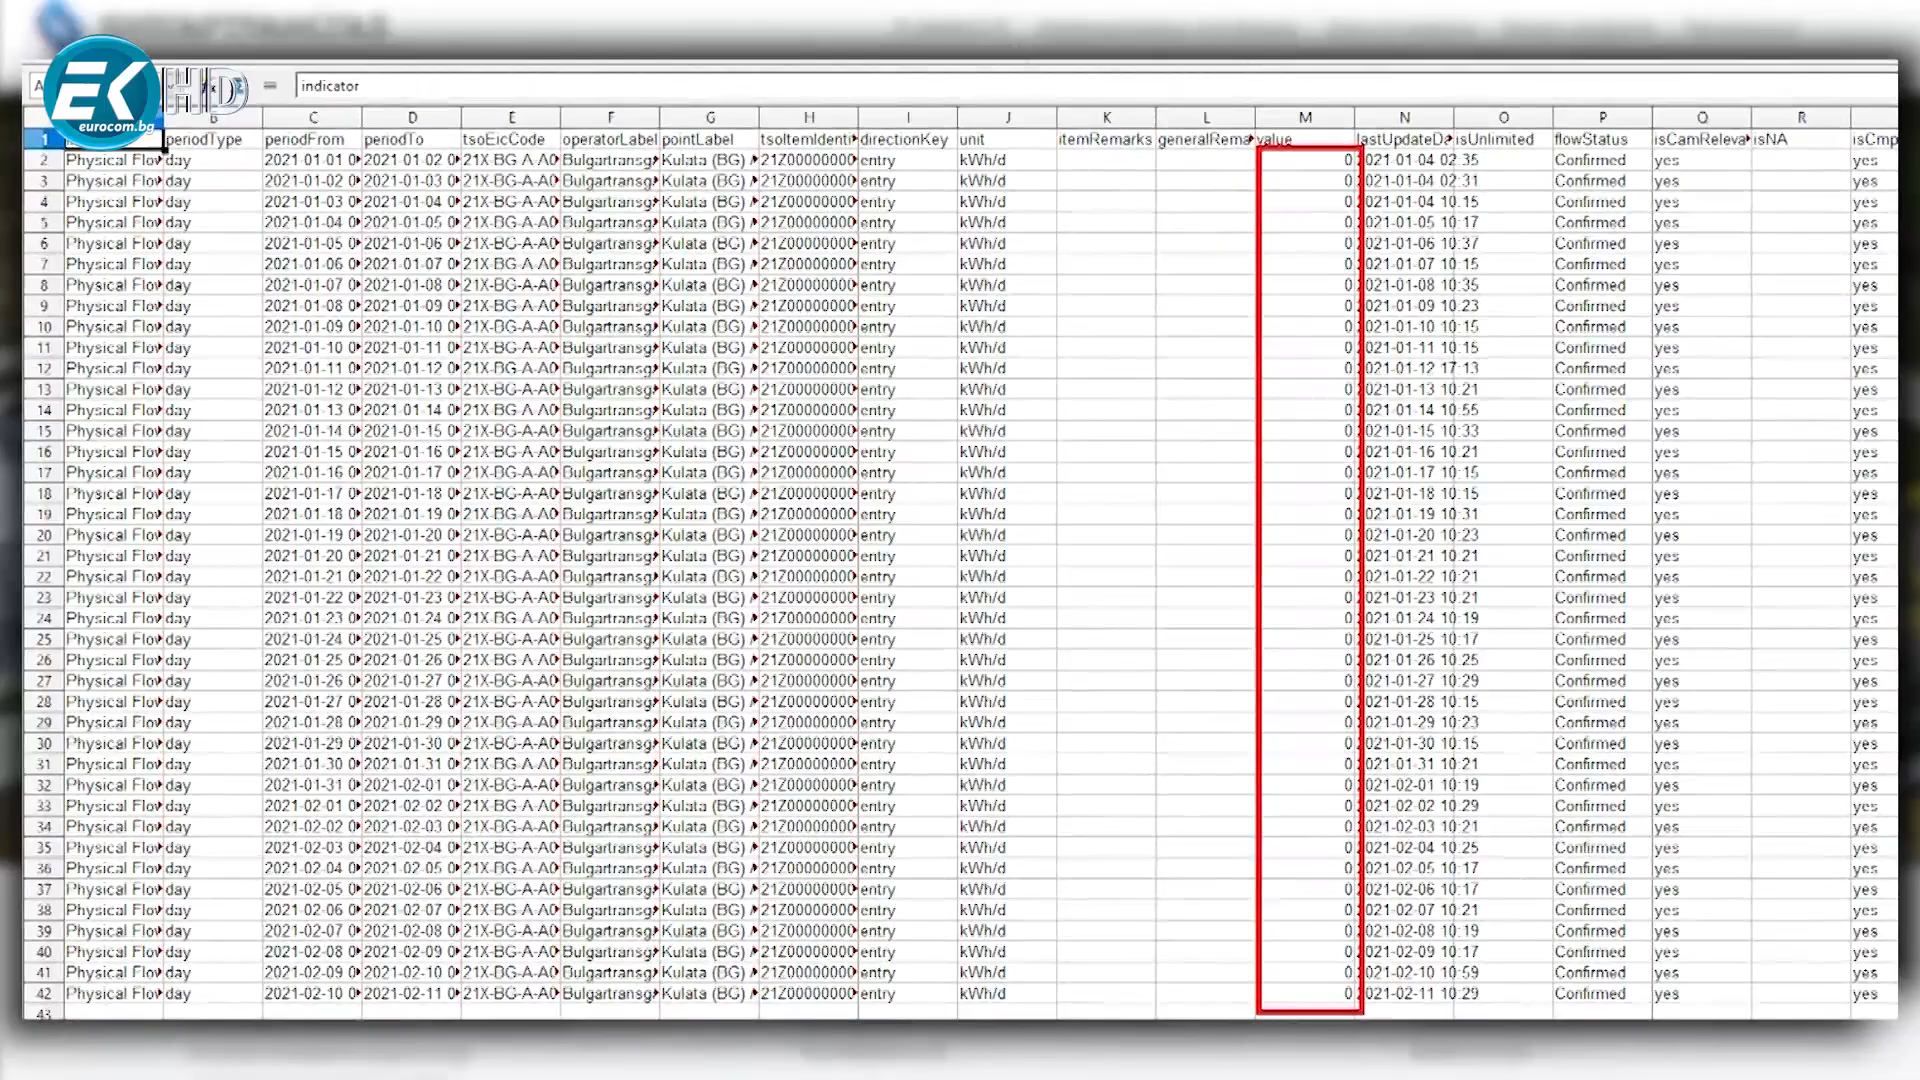 EK HD
eurocom.bg
indicator
B C D E F G H I J K L M N O P Q R
1 periodType periodFrom periodTo tsoEicCode operatorLabel pointLabel tsoItemIdenti directionKey unit itemRemarks generalRema value lastUpdateDa isUnlimited flowStatus isCamReleva isNA isCmp
2 Physical Flow day 2021-01-01 0 2021-01-02 0 21X-BG-A-A0 Bulgartransg Kulata (BG) / 21Z00000000 entry kWh/d 0 2021-01-04 02:35 Confirmed yes yes
3 Physical Flow day 2021-01-02 0 2021-01-03 0 21X-BG-A-A0 Bulgartransg Kulata (BG) / 21Z00000000 entry kWh/d 0 2021-01-04 02:31 Confirmed yes yes
4 Physical Flow day 2021-01-03 0 2021-01-04 0 21X-BG-A-A0 Bulgartransg Kulata (BG) / 21Z00000000 entry kWh/d 0 2021-01-04 10:15 Confirmed yes yes
5 Physical Flow day 2021-01-04 0 2021-01-05 0 21X-BG-A-A0 Bulgartransg Kulata (BG) / 21Z00000000 entry kWh/d 0 2021-01-05 10:17 Confirmed yes yes
6 Physical Flow day 2021-01-05 0 2021-01-06 0 21X-BG-A-A0 Bulgartransg Kulata (BG) / 21Z00000000 entry kWh/d 0 2021-01-06 10:37 Confirmed yes yes
7 Physical Flow day 2021-01-06 0 2021-01-07 0 21X-BG-A-A0 Bulgartransg Kulata (BG) / 21Z00000000 entry kWh/d 0 2021-01-07 10:15 Confirmed yes yes
8 Physical Flow day 2021-01-07 0 2021-01-08 0 21X-BG-A-A0 Bulgartransg Kulata (BG) / 21Z00000000 entry kWh/d 0 2021-01-08 10:35 Confirmed yes yes
9 Physical Flow day 2021-01-08 0 2021-01-09 0 21X-BG-A-A0 Bulgartransg Kulata (BG) / 21Z00000000 entry kWh/d 0 2021-01-09 10:23 Confirmed yes yes
10 Physical Flow day 2021-01-09 0 2021-01-10 0 21X-BG-A-A0 Bulgartransg Kulata (BG) / 21Z00000000 entry kWh/d 0 2021-01-10 10:15 Confirmed yes yes
11 Physical Flow day 2021-01-10 0 2021-01-11 0 21X-BG-A-A0 Bulgartransg Kulata (BG) / 21Z00000000 entry kWh/d 0 2021-01-11 10:15 Confirmed yes yes
12 Physical Flow day 2021-01-11 0 2021-01-12 0 21X-BG-A-A0 Bulgartransg Kulata (BG) / 21Z00000000 entry kWh/d 0 2021-01-12 17:13 Confirmed yes yes
13 Physical Flow day 2021-01-12 0 2021-01-13 0 21X-BG-A-A0 Bulgartransg Kulata (BG) / 21Z00000000 entry kWh/d 0 2021-01-13 10:21 Confirmed yes yes
14 Physical Flow day 2021-01-13 0 2021-01-14 0 21X-BG-A-A0 Bulgartransg Kulata (BG) / 21Z00000000 entry kWh/d 0 2021-01-14 10:55 Confirmed yes yes
15 Physical Flow day 2021-01-14 0 2021-01-15 0 21X-BG-A-A0 Bulgartransg Kulata (BG) / 21Z00000000 entry kWh/d 0 2021-01-15 10:33 Confirmed yes yes
16 Physical Flow day 2021-01-15 0 2021-01-16 0 21X-BG-A-A0 Bulgartransg Kulata (BG) / 21Z00000000 entry kWh/d 0 2021-01-16 10:21 Confirmed yes yes
17 Physical Flow day 2021-01-16 0 2021-01-17 0 21X-BG-A-A0 Bulgartransg Kulata (BG) / 21Z00000000 entry kWh/d 0 2021-01-17 10:15 Confirmed yes yes
18 Physical Flow day 2021-01-17 0 2021-01-18 0 21X-BG-A-A0 Bulgartransg Kulata (BG) / 21Z00000000 entry kWh/d 0 2021-01-18 10:15 Confirmed yes yes
19 Physical Flow day 2021-01-18 0 2021-01-19 0 21X-BG-A-A0 Bulgartransg Kulata (BG) / 21Z00000000 entry kWh/d 0 2021-01-19 10:31 Confirmed yes yes
20 Physical Flow day 2021-01-19 0 2021-01-20 0 21X-BG-A-A0 Bulgartransg Kulata (BG) / 21Z00000000 entry kWh/d 0 2021-01-20 10:23 Confirmed yes yes
21 Physical Flow day 2021-01-20 0 2021-01-21 0 21X-BG-A-A0 Bulgartransg Kulata (BG) / 21Z00000000 entry kWh/d 0 2021-01-21 10:21 Confirmed yes yes
22 Physical Flow day 2021-01-21 0 2021-01-22 0 21X-BG-A-A0 Bulgartransg Kulata (BG) / 21Z00000000 entry kWh/d 0 2021-01-22 10:21 Confirmed yes yes
23 Physical Flow day 2021-01-22 0 2021-01-23 0 21X-BG-A-A0 Bulgartransg Kulata (BG) / 21Z00000000 entry kWh/d 0 2021-01-23 10:21 Confirmed yes yes
24 Physical Flow day 2021-01-23 0 2021-01-24 0 21X-BG-A-A0 Bulgartransg Kulata (BG) / 21Z00000000 entry kWh/d 0 2021-01-24 10:19 Confirmed yes yes
25 Physical Flow day 2021-01-24 0 2021-01-25 0 21X-BG-A-A0 Bulgartransg Kulata (BG) / 21Z00000000 entry kWh/d 0 2021-01-25 10:17 Confirmed yes yes
26 Physical Flow day 2021-01-25 0 2021-01-26 0 21X-BG-A-A0 Bulgartransg Kulata (BG) / 21Z00000000 entry kWh/d 0 2021-01-26 10:25 Confirmed yes yes
27 Physical Flow day 2021-01-26 0 2021-01-27 0 21X-BG-A-A0 Bulgartransg Kulata (BG) / 21Z00000000 entry kWh/d 0 2021-01-27 10:29 Confirmed yes yes
28 Physical Flow day 2021-01-27 0 2021-01-28 0 21X-BG-A-A0 Bulgartransg Kulata (BG) / 21Z00000000 entry kWh/d 0 2021-01-28 10:15 Confirmed yes yes
29 Physical Flow day 2021-01-28 0 2021-01-29 0 21X-BG-A-A0 Bulgartransg Kulata (BG) / 21Z00000000 entry kWh/d 0 2021-01-29 10:23 Confirmed yes yes
30 Physical Flow day 2021-01-29 0 2021-01-30 0 21X-BG-A-A0 Bulgartransg Kulata (BG) / 21Z00000000 entry kWh/d 0 2021-01-30 10:15 Confirmed yes yes
31 Physical Flow day 2021-01-30 0 2021-01-31 0 21X-BG-A-A0 Bulgartransg Kulata (BG) / 21Z00000000 entry kWh/d 0 2021-01-31 10:21 Confirmed yes yes
32 Physical Flow day 2021-01-31 0 2021-02-01 0 21X-BG-A-A0 Bulgartransg Kulata (BG) / 21Z00000000 entry kWh/d 0 2021-02-01 10:19 Confirmed yes yes
33 Physical Flow day 2021-02-01 0 2021-02-02 0 21X-BG-A-A0 Bulgartransg Kulata (BG) / 21Z00000000 entry kWh/d 0 2021-02-02 10:29 Confirmed yes yes
34 Physical Flow day 2021-02-02 0 2021-02-03 0 21X-BG-A-A0 Bulgartransg Kulata (BG) / 21Z00000000 entry kWh/d 0 2021-02-03 10:21 Confirmed yes yes
35 Physical Flow day 2021-02-03 0 2021-02-04 0 21X-BG-A-A0 Bulgartransg Kulata (BG) / 21Z00000000 entry kWh/d 0 2021-02-04 10:25 Confirmed yes yes
36 Physical Flow day 2021-02-04 0 2021-02-05 0 21X-BG-A-A0 Bulgartransg Kulata (BG) / 21Z00000000 entry kWh/d 0 2021-02-05 10:17 Confirmed yes yes
37 Physical Flow day 2021-02-05 0 2021-02-06 0 21X-BG-A-A0 Bulgartransg Kulata (BG) / 21Z00000000 entry kWh/d 0 2021-02-06 10:17 Confirmed yes yes
38 Physical Flow day 2021-02-06 0 2021-02-07 0 21X-BG-A-A0 Bulgartransg Kulata (BG) / 21Z00000000 entry kWh/d 0 2021-02-07 10:21 Confirmed yes yes
39 Physical Flow day 2021-02-07 0 2021-02-08 0 21X-BG-A-A0 Bulgartransg Kulata (BG) / 21Z00000000 entry kWh/d 0 2021-02-08 10:19 Confirmed yes yes
40 Physical Flow day 2021-02-08 0 2021-02-09 0 21X-BG-A-A0 Bulgartransg Kulata (BG) / 21Z00000000 entry kWh/d 0 2021-02-09 10:17 Confirmed yes yes
41 Physical Flow day 2021-02-09 0 2021-02-10 0 21X-BG-A-A0 Bulgartransg Kulata (BG) / 21Z00000000 entry kWh/d 0 2021-02-10 10:59 Confirmed yes yes
42 Physical Flow day 2021-02-10 0 2021-02-11 0 21X-BG-A-A0 Bulgartransg Kulata (BG) / 21Z00000000 entry kWh/d 0 2021-02-11 10:29 Confirmed yes yes
43